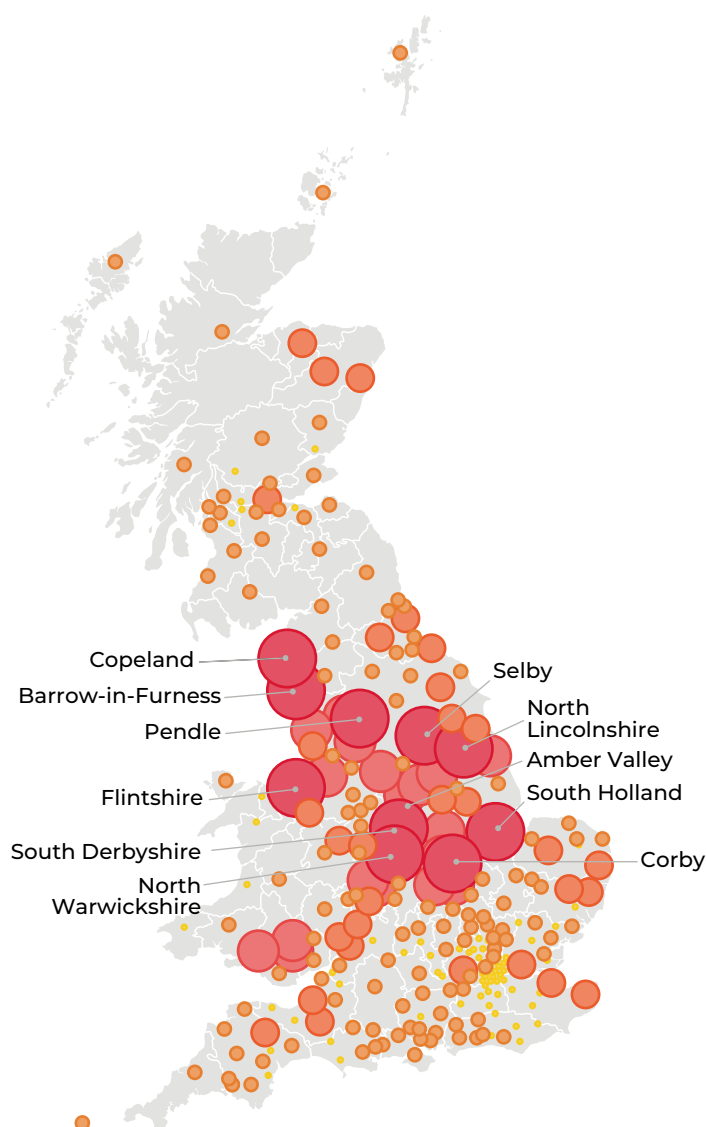 Copeland
Barrow-in-Furness
Pendle
Flintshire
South Derbyshire
North
Warwickshire
Selby
North
Lincolnshire
Amber Valley
South Holland
Corby